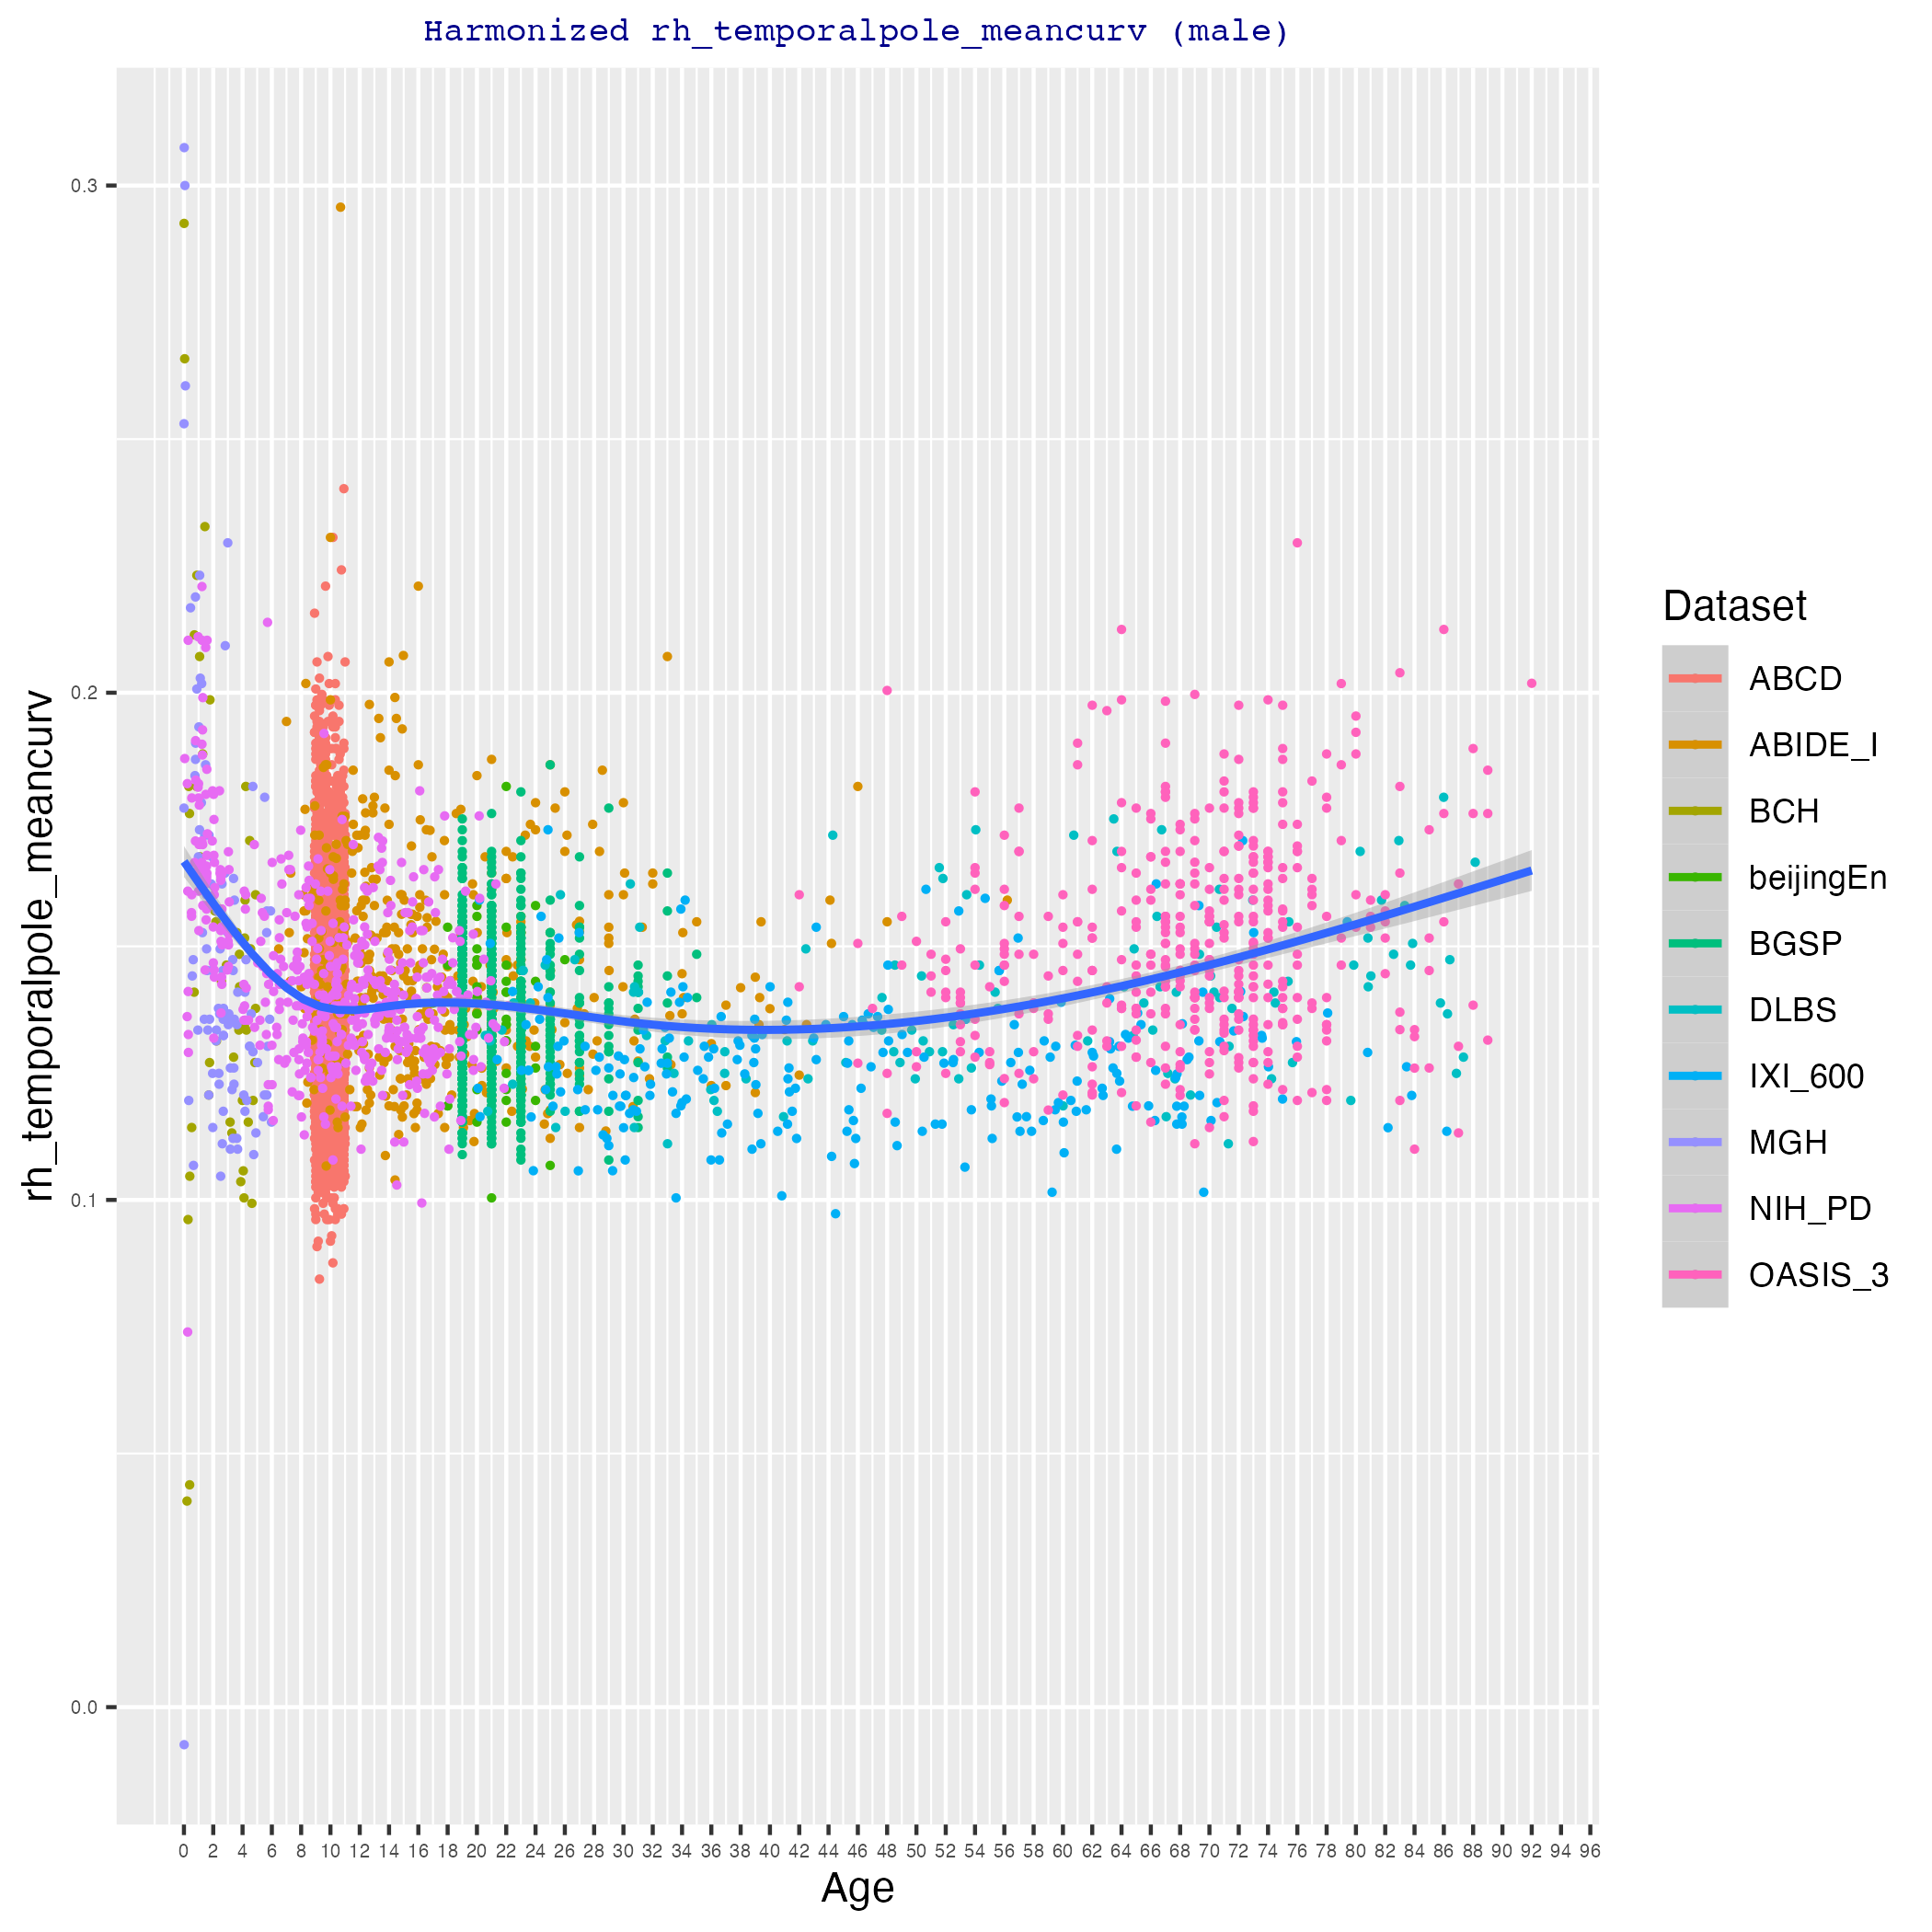 Harmonized rh_temporalpole_meancurv (male)
rh_temporalpole_meancurv
0.3
0.2
0.1
0.0
0 2 4 6 8 10 12 14 16 18 20 22 24 26 28 30 32 34 36 38 40 42 44 46 48 50 52 54 56 58 60 62 64 66 68 70 72 74 76 78 80 82 84 86 88 90 92 94 96
Age
Dataset
ABCD
ABIDE_I
BCH
beijingEn
BGSP
DLBS
IXI_600
MGH
NIH_PD
OASIS_3